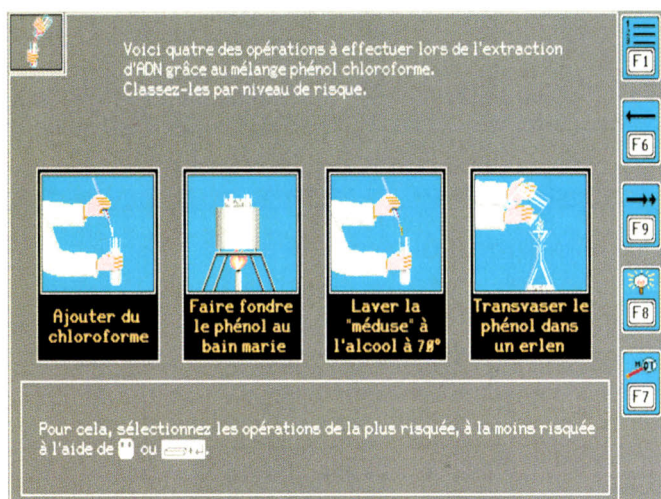 Voici quatre des opérations à effectuer lors de l'extraction
d'ADN grâce au mélange phénol chloroforme.
Classez-les par niveau de risque.
F1
F6
F9
F8
F7
Ajouter du
chloroforme
Faire fondre
le phénol au
bain marie
Laver la
"méduse" à
l'alcool à 70°
Transvaser le
phénol dans
un erlen
Pour cela, sélectionnez les opérations de la plus risquée, à la moins risquée
à l'aide de ou .